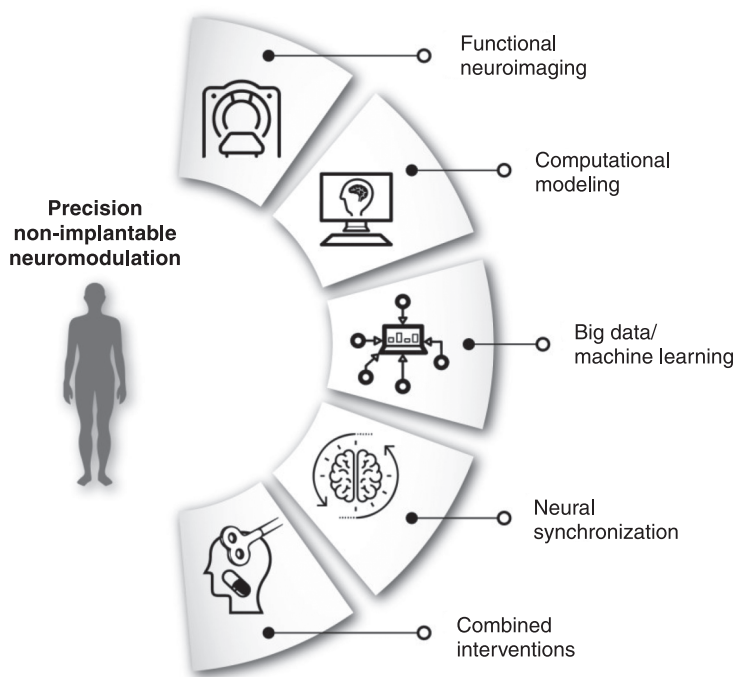 Functional
neuroimaging
Computational
modeling
Precision
non-implantable
neuromodulation
Big data/
machine learning
Neural
synchronization
Combined
interventions